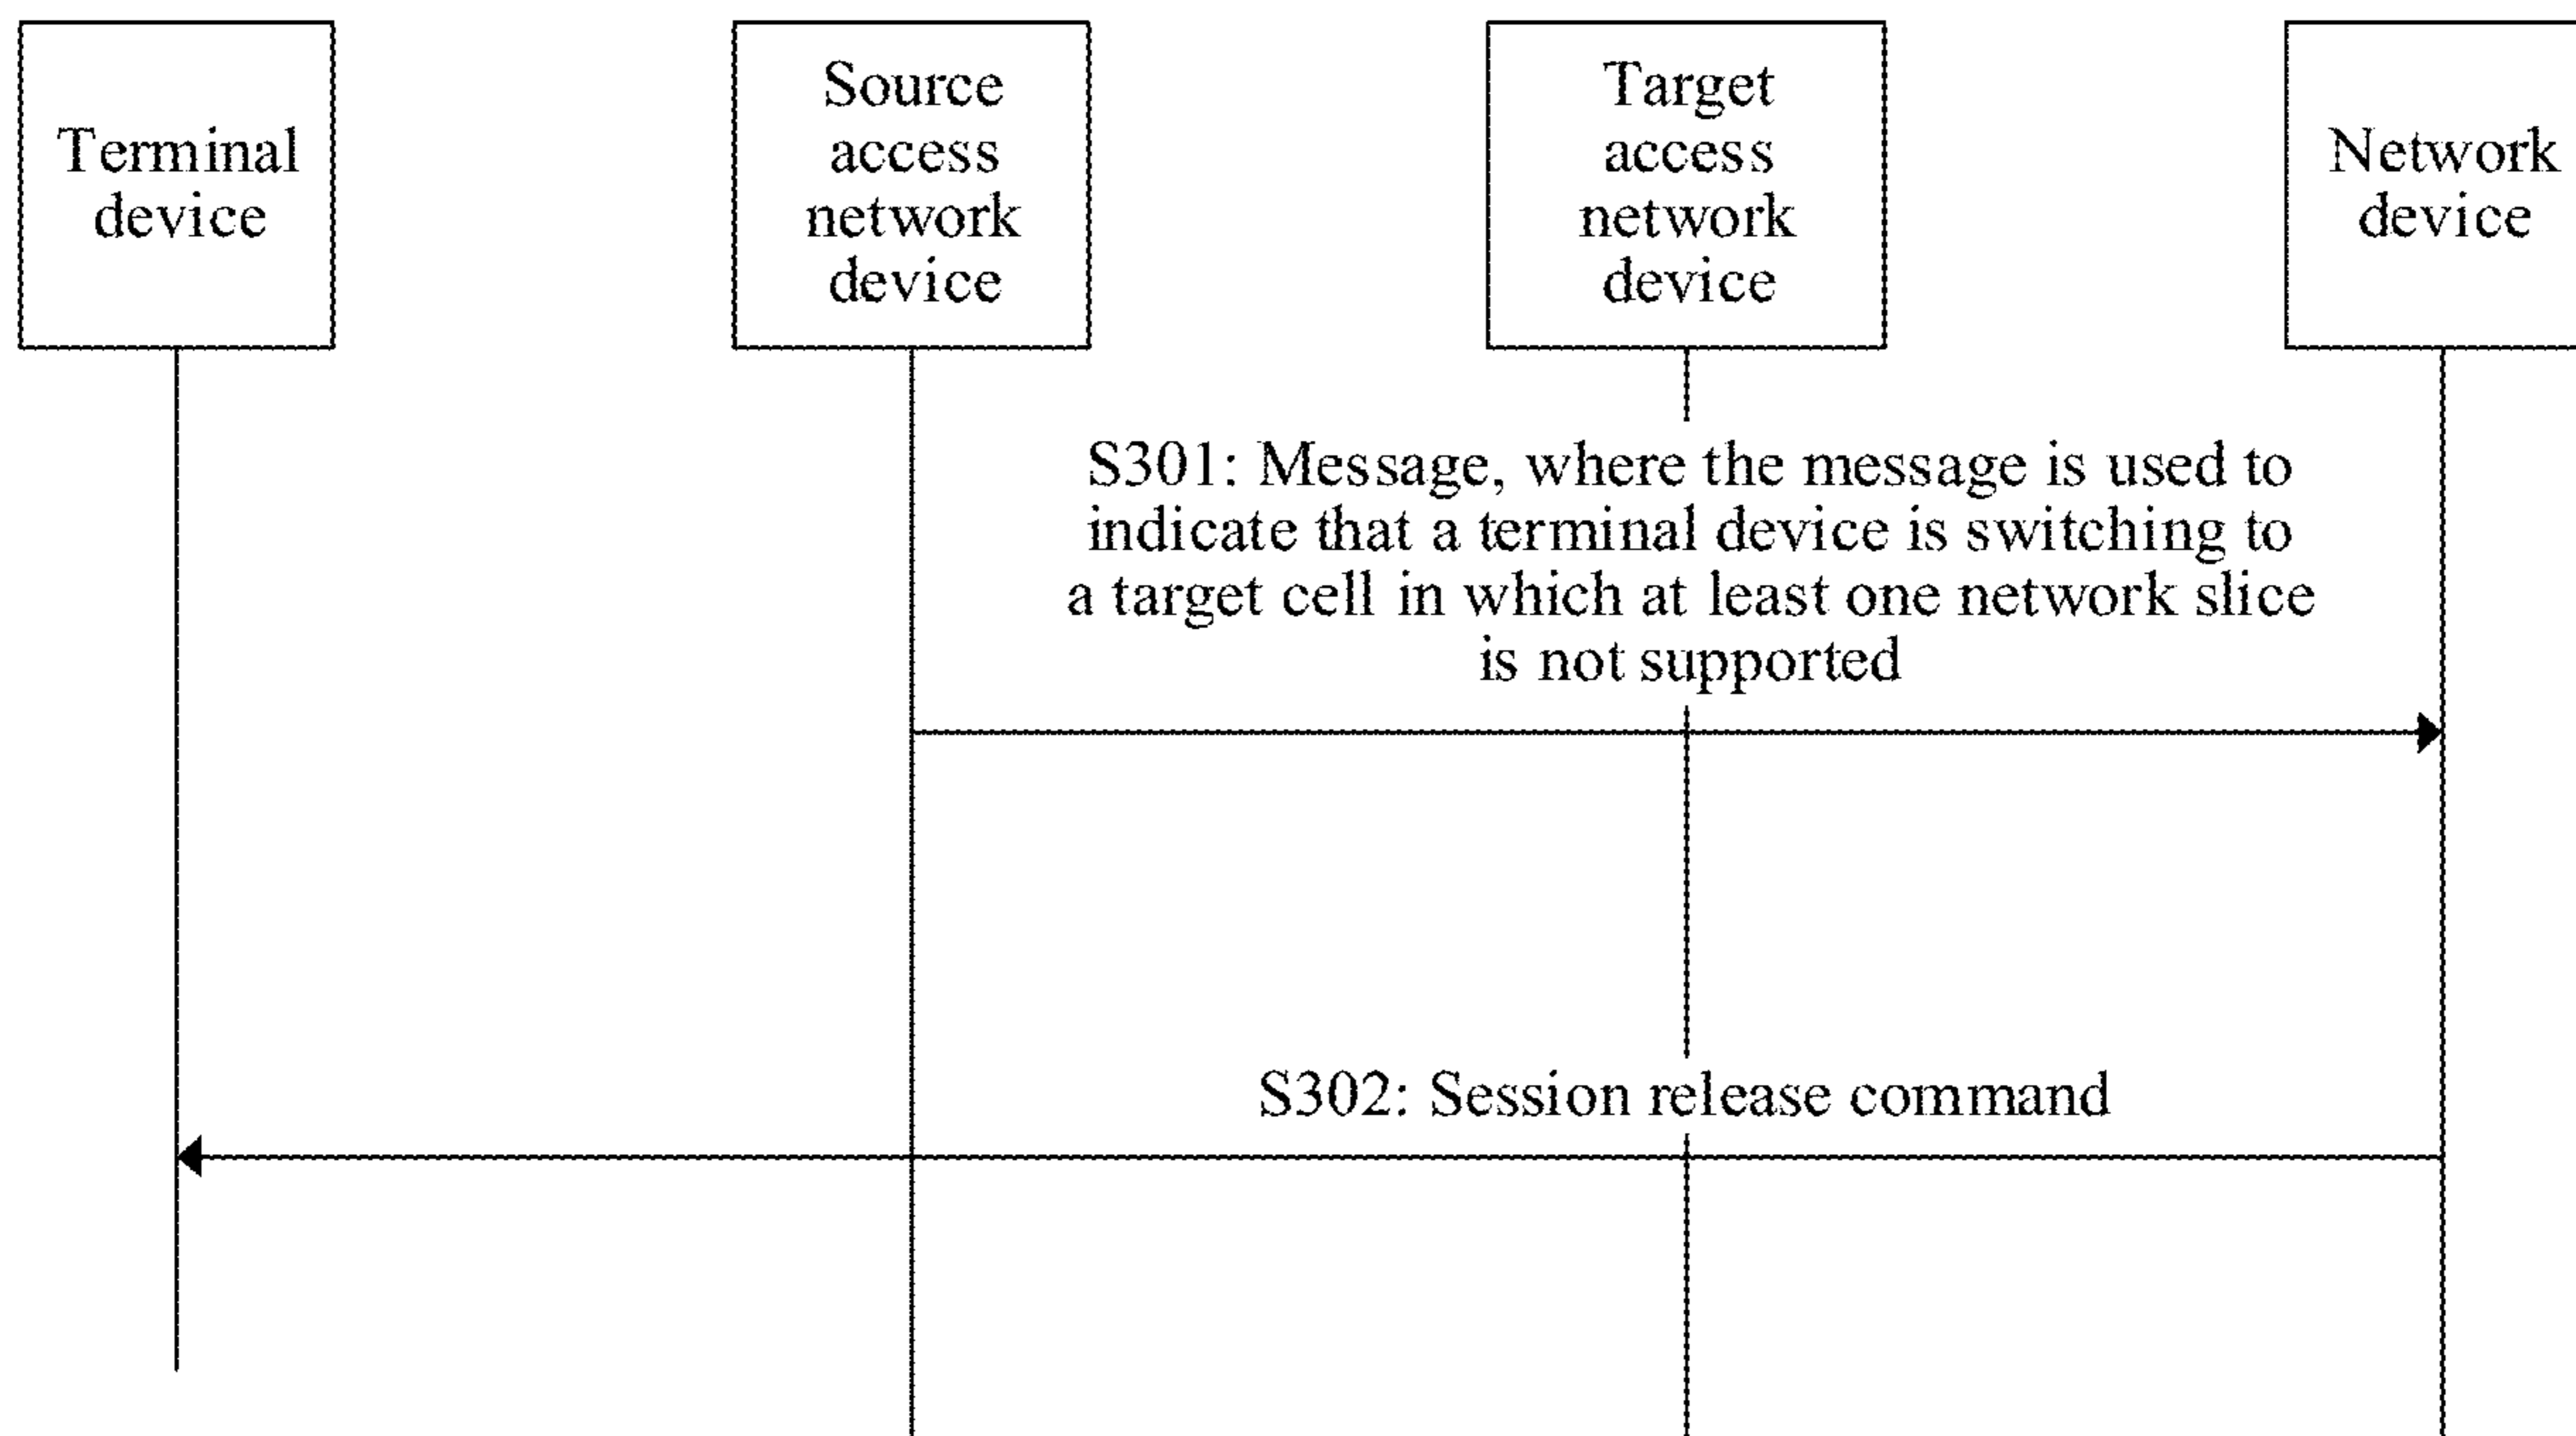 Terminal
device
Source
access
network
device
Target
access
network
device
Network
device
S301: Message, where the message is used to
indicate that a terminal device is switching to
a target cell in which at least one network slice
is not supported
S302: Session release command